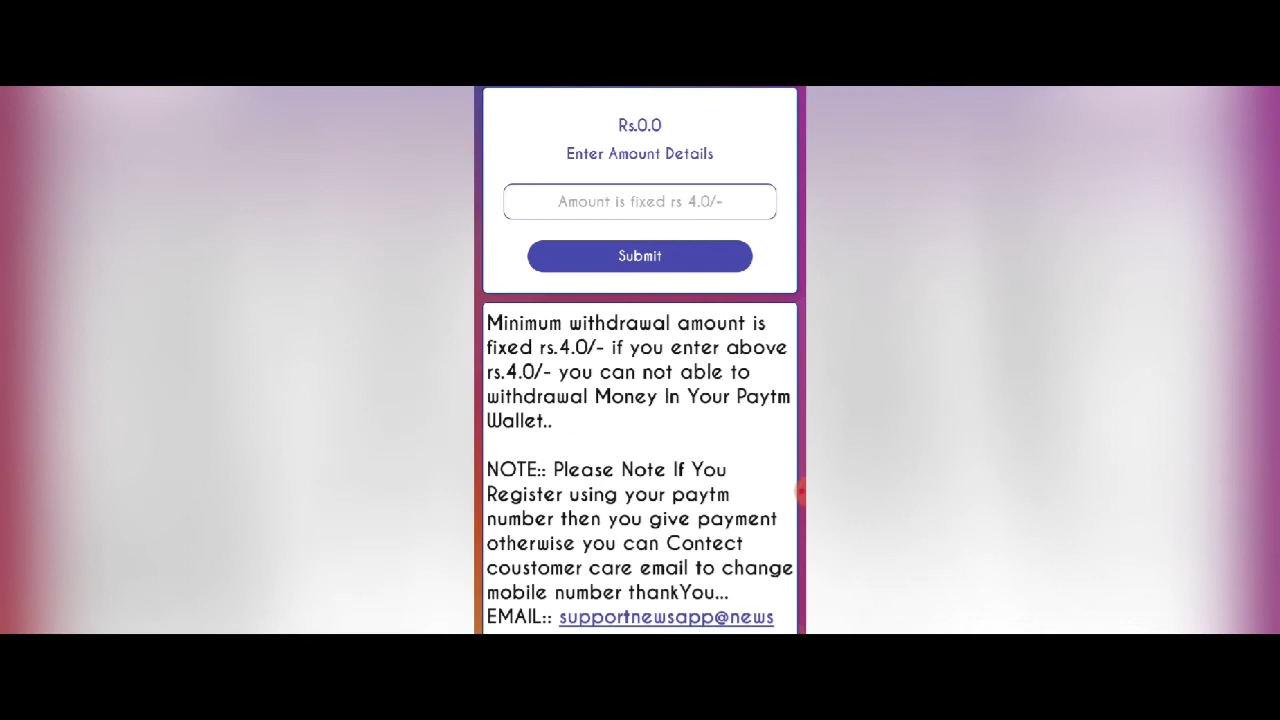 Rs.0.0
Enter Amount Details
Amount is fixed rs 4.0/-
Submit
Minimum withdrawal amount is
fixed rs.4.0/- if you enter above
rs.4.0/- you can not able to
withdrawal Money In Your Paytm
Wallet..
NOTE:: Please Note If You
Register using your paytm
number then you give payment
otherwise you can Contect
coustomer care email to change
mobile number thankYou...
EMAIL:: supportnewsapp@news